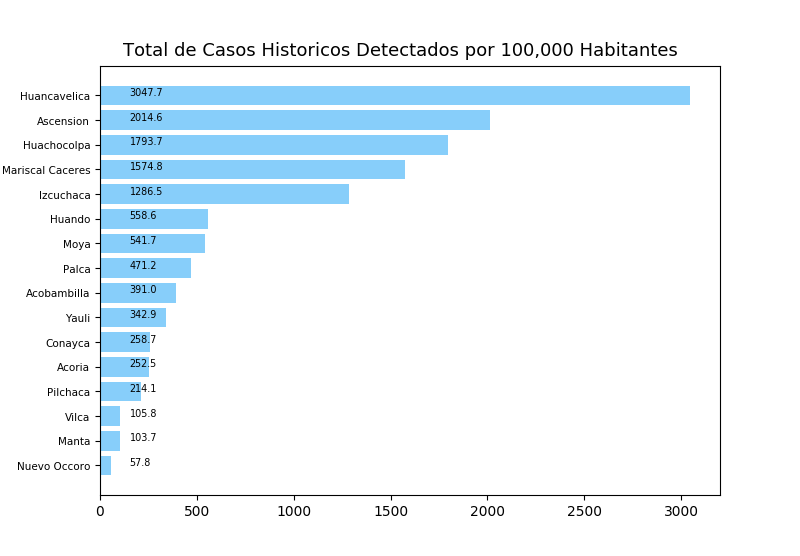 Total de Casos Historicos Detectados por 100,000 Habitantes
Huancavelica 3047.7
Ascension 2014.6
Huachocolpa 1793.7
Mariscal Caceres 1574.8
Izcuchaca 1286.5
Huando 558.6
Moya 541.7
Palca 471.2
Acobambilla 391.0
Yauli 342.9
Conayca 258.7
Acoria 252.5
Pilchaca 214.1
Vilca 105.8
Manta 103.7
Nuevo Occoro 57.8
0 500 1000 1500 2000 2500 3000